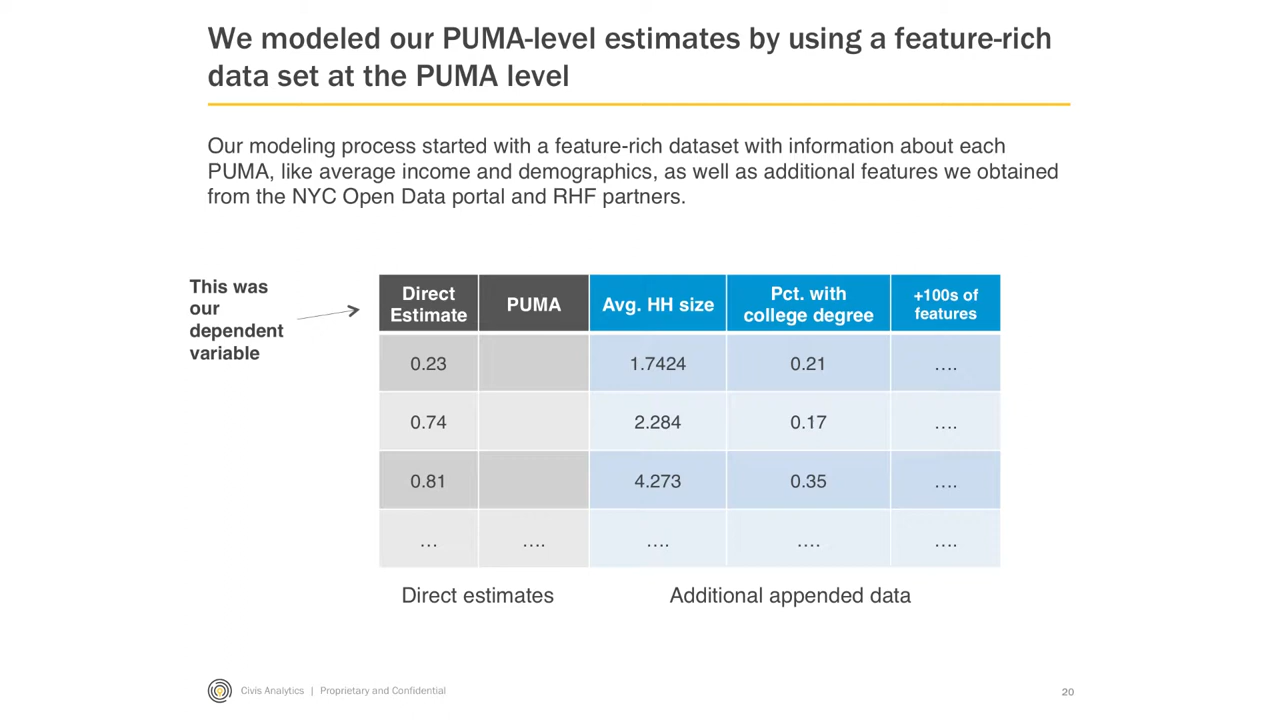 We modeled our PUMA-level estimates by using a feature-rich
data set at the PUMA level
Our modeling process started with a feature-rich dataset with information about each
PUMA, like average income and demographics, as well as additional features we obtained
from the NYC Open Data portal and RHF partners.
This was
our
dependent
variable
Direct
Estimate
PUMA
Avg. HH size
Pct. with
college degree
+100s of
features
0.23
1.7424
0.21
....
0.74
2.284
0.17
....
0.81
4.273
0.35
....
...
....
....
....
....
Direct estimates
Additional appended data
Civis Analytics | Proprietary and Confidential
20